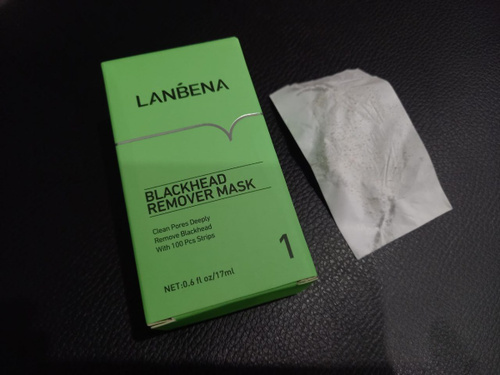 LANBENA
BLACKHEAD
REMOVER MASK
Clean Pores Deeply
Remove Blackhead
With 100 Pcs Strips
1
NET:0.6 fl oz/17ml